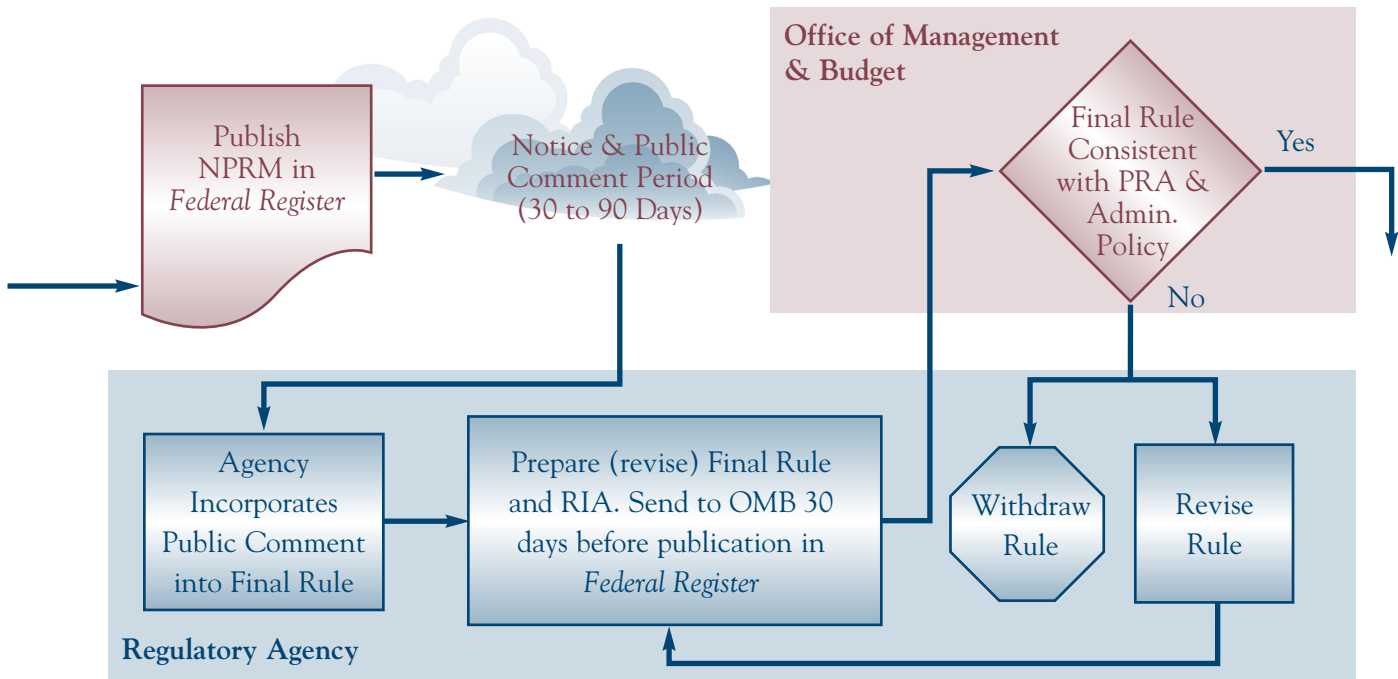 Publish
NPRM in
Federal Register
Notice & Public
Comment Period
(30 to 90 Days)
Office of Management
& Budget
Final Rule
Consistent
with PRA &
Admin.
Policy
Yes
No
Agency
Incorporates
Public Comment
into Final Rule
Prepare (revise) Final Rule
and RIA. Send to OMB 30
days before publication in
Federal Register
Withdraw
Rule
Revise
Rule
Regulatory Agency